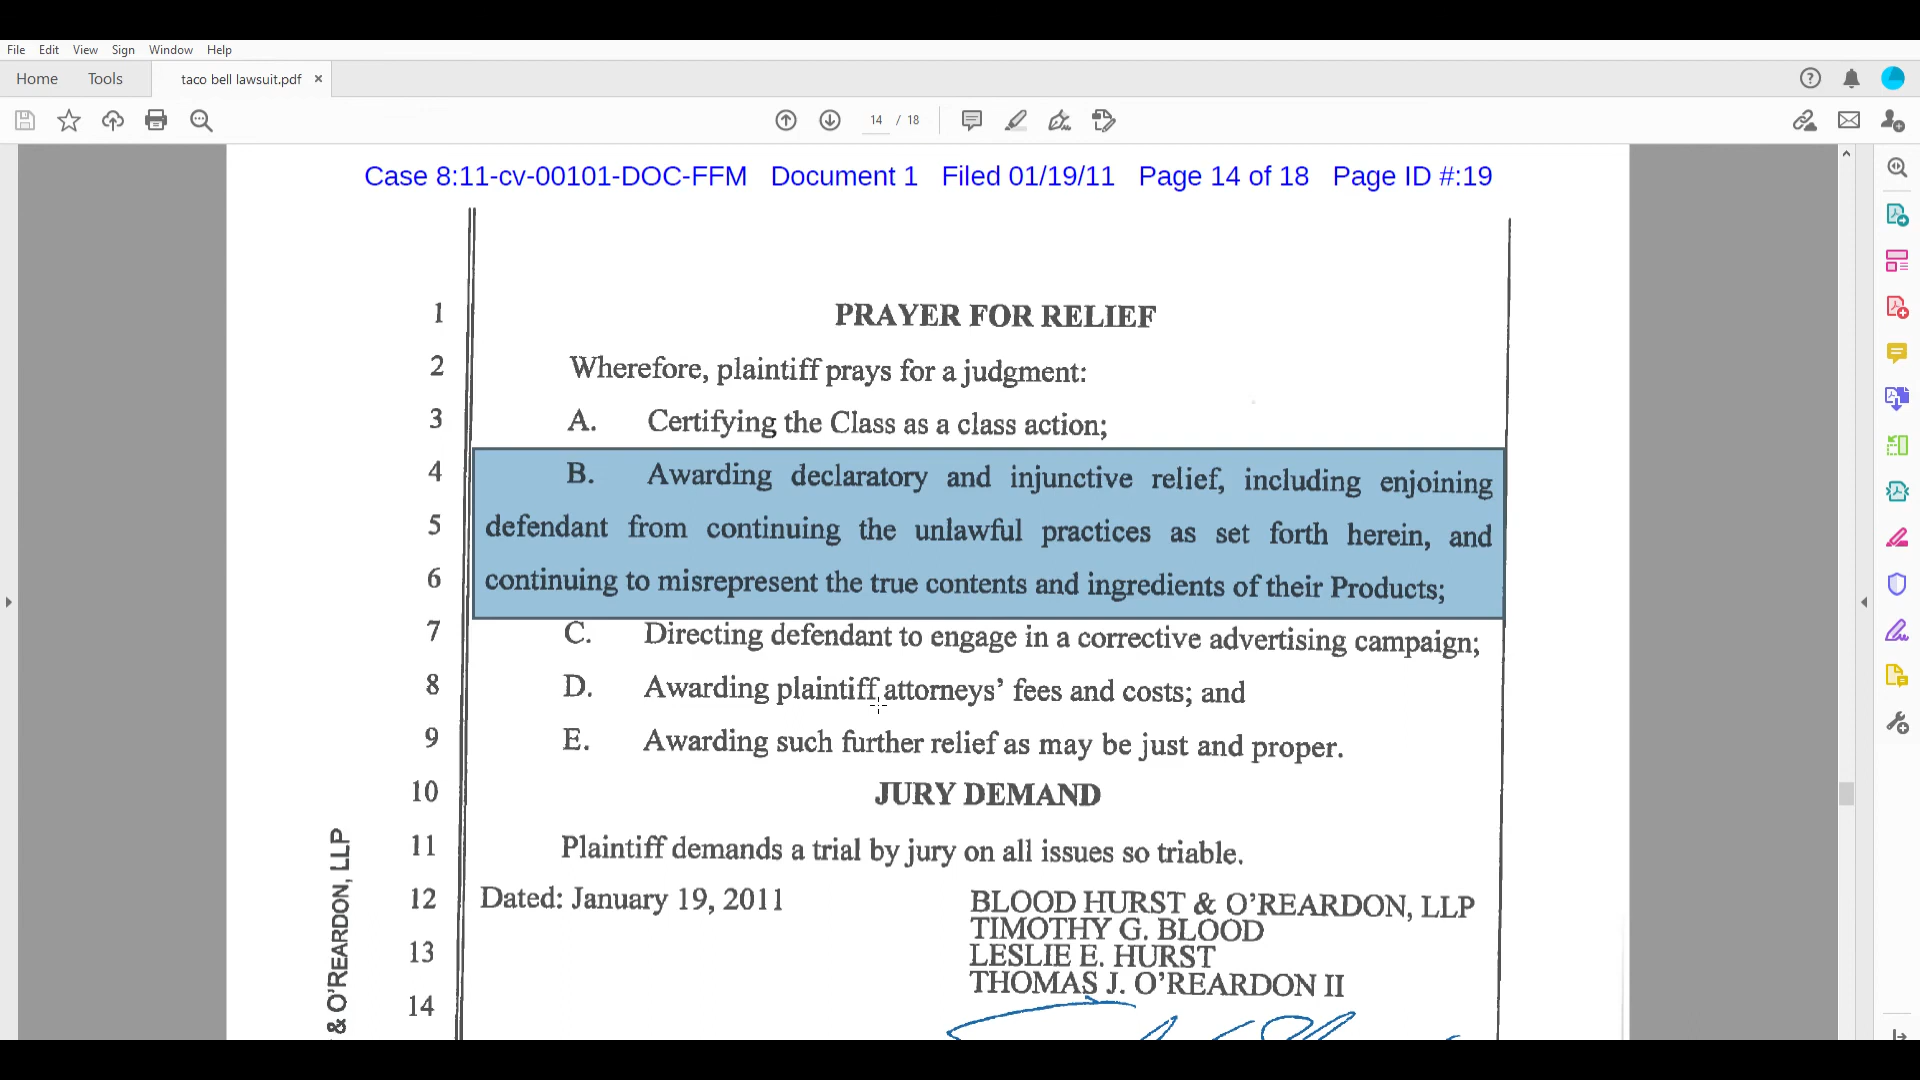 File Edit View Sign Window Help
Home Tools taco bell lawsuit.pdf ×
14 / 18
Case 8:11-cv-00101-DOC-FFM Document 1 Filed 01/19/11 Page 14 of 18 Page ID #:19
1 PRAYER FOR RELIEF
2 Wherefore, plaintiff prays for a judgment:
3 A. Certifying the Class as a class action;
4 B. Awarding declaratory and injunctive relief, including enjoining
5 defendant from continuing the unlawful practices as set forth herein, and
6 continuing to misrepresent the true contents and ingredients of their Products;
7 C. Directing defendant to engage in a corrective advertising campaign;
8 D. Awarding plaintiff attorneys' fees and costs; and
9 E. Awarding such further relief as may be just and proper.
10 JURY DEMAND
11 Plaintiff demands a trial by jury on all issues so triable.
12 Dated: January 19, 2011 BLOOD HURST & O'REARDON, LLP
TIMOTHY G. BLOOD
13 LESLIE E. HURST
THOMAS J. O'REARDON II
14
& O'REARDON, LLP